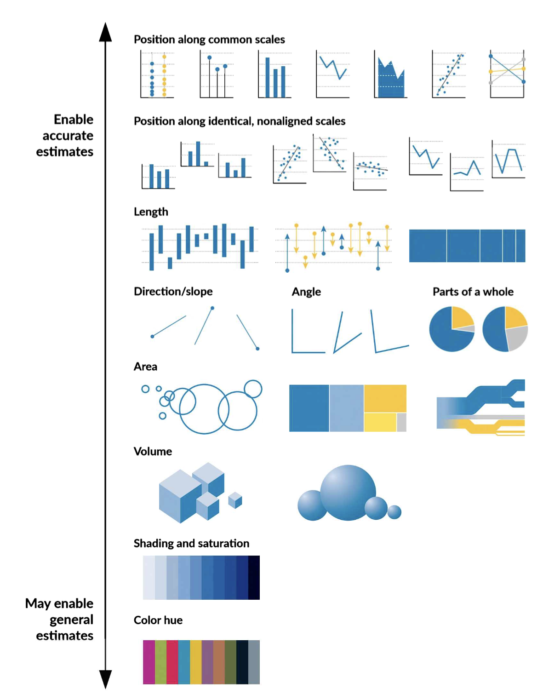 Position along common scales
Enable
accurate
estimates
Position along identical, nonaligned scales
Length
Direction/slope
Angle
Parts of a whole
Area
Volume
Shading and saturation
May enable
general
estimates
Color hue